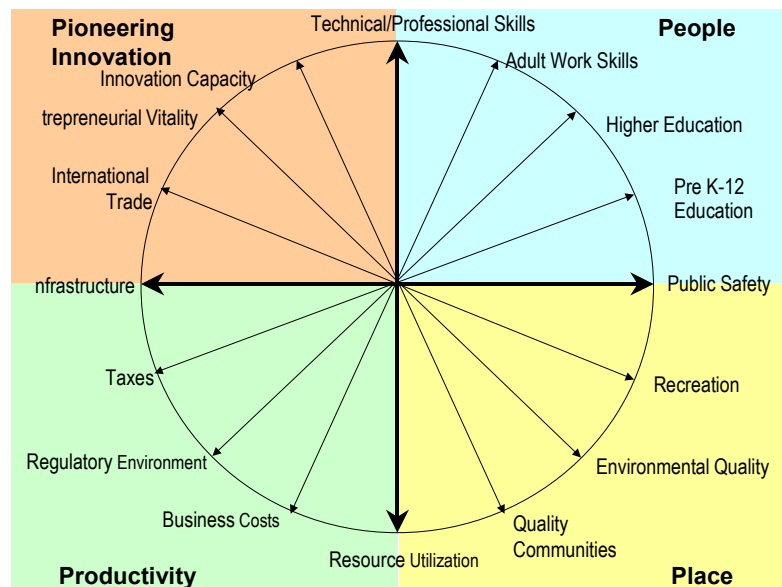 Pioneering
Innovation
Technical/Professional Skills
People
Innovation Capacity
Adult Work Skills
trepreneurial Vitality
Higher Education
International
Trade
Pre K-12
Education
nfrastructure
Public Safety
Taxes
Recreation
Regulatory Environment
Environmental Quality
Business Costs
Quality
Communities
Resource Utilization
Productivity
Place